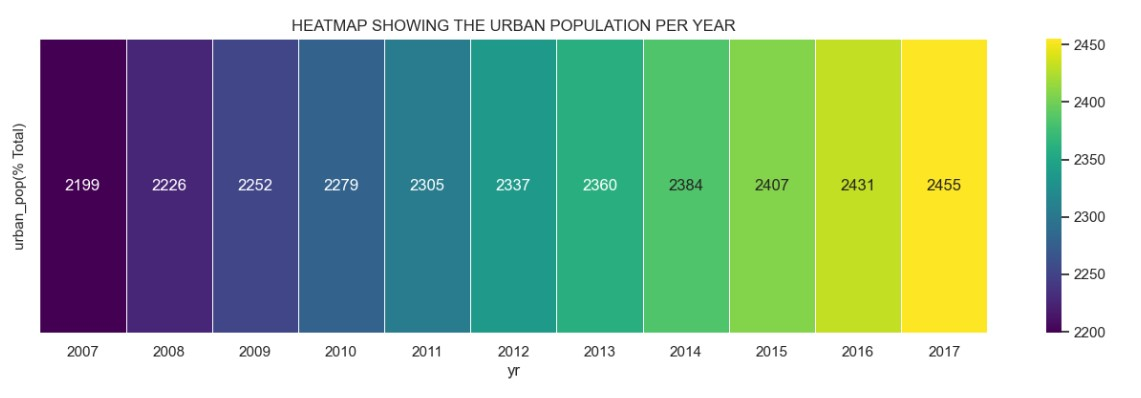 HEATMAP SHOWING THE URBAN POPULATION PER YEAR
urban_pop(% Total)
2199 2226 2252 2279 2305 2337 2360 2384 2407 2431 2455
2007 2008 2009 2010 2011 2012 2013 2014 2015 2016 2017
yr
2450
2400
2350
2300
2250
2200